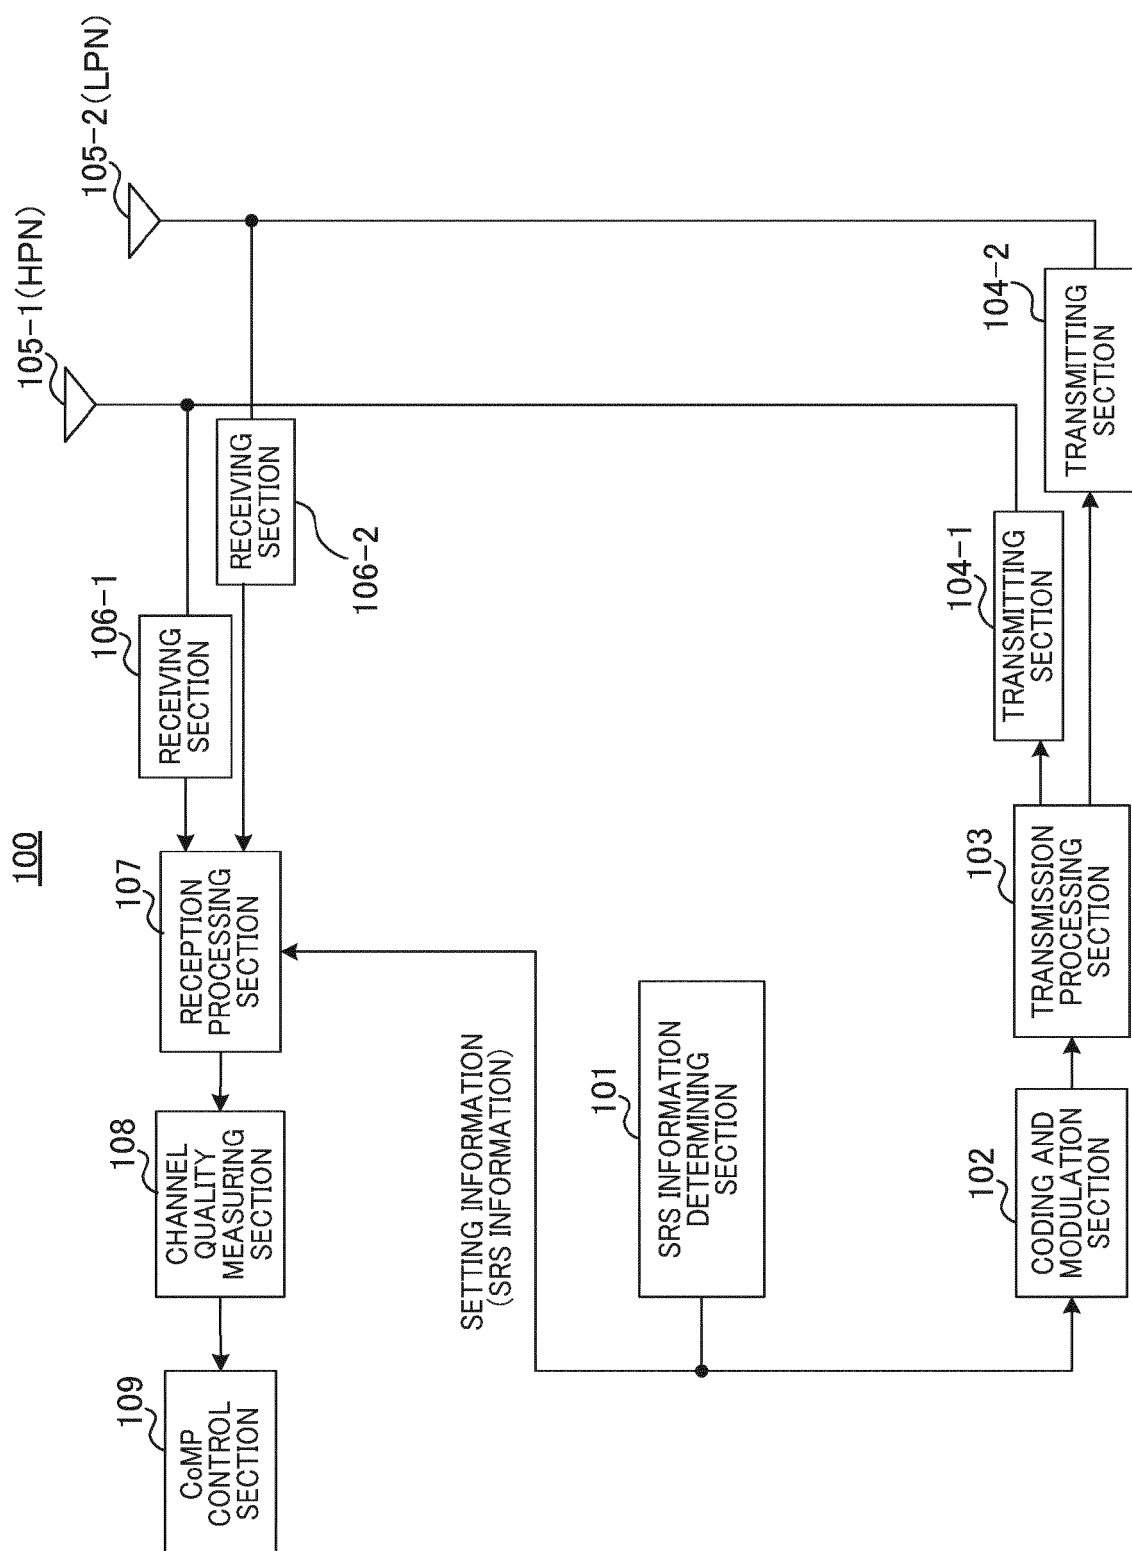 100
105-1(HPN)
105-2(LPN)
109
CoMP
CONTROL
SECTION
108
CHANNEL
QUALITY
MEASURING
SECTION
107
RECEPTION
PROCESSING
SECTION
106-1
RECEIVING
SECTION
RECEIVING
SECTION
106-2
SETTING INFORMATION
(SRS INFORMATION)
101
SRS INFORMATION
DETERMINING
SECTION
102
CODING AND
MODULATION
SECTION
103
TRANSMISSION
PROCESSING
SECTION
104-1
TRANSMITTING
SECTION
104-2
TRANSMITTING
SECTION